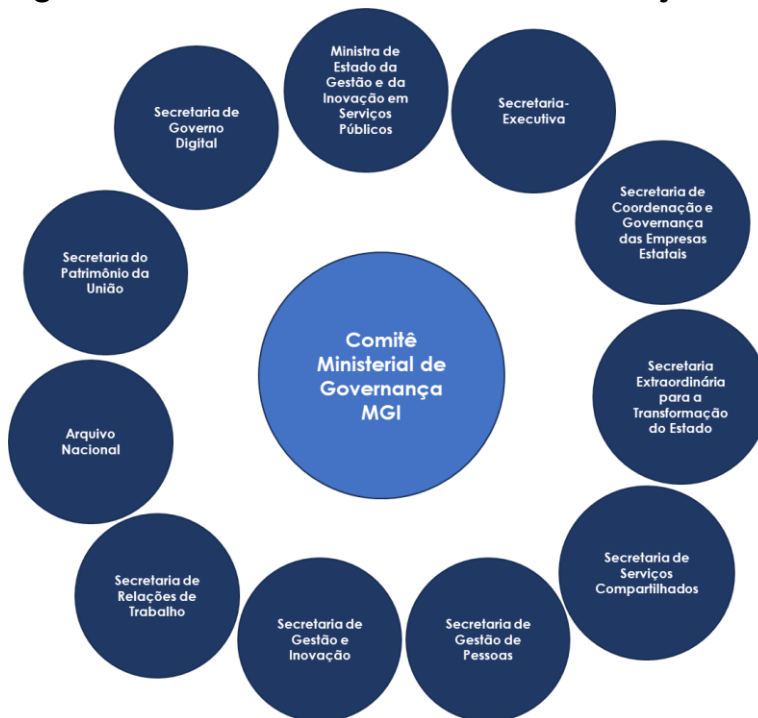 Ministra de
Estado da
Gestão e da
Inovação em
Serviços
Públicos
Secretaria-
Executiva
Secretaria de
Coordenação e
Governança
das Empresas
Estatais
Secretaria
Extraordinária
para a
Transformação
do Estado
Secretaria de
Serviços
Compartilhados
Secretaria de
Gestão de
Pessoas
Secretaria de
Gestão e
Inovação
Secretaria de
Relações de
Trabalho
Arquivo
Nacional
Secretaria do
Patrimônio da
União
Secretaria de
Governo
Digital
Comitê
Ministerial de
Governança
MGI